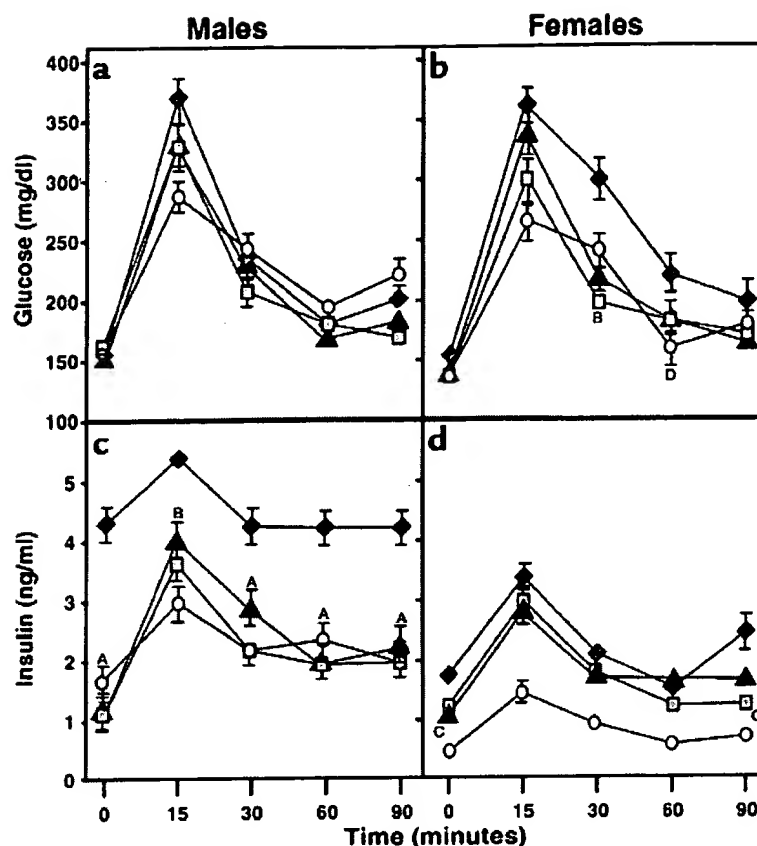 Males Females
a b
Glucose (mg/dl)
400
350
300
250
200
150
100
B
D
c d
Insulin (ng/ml)
5
4
3
2
1
0
B
A
A
A
A
C
C
0 15 30 60 90 0 15 30 60 90
Time (minutes)